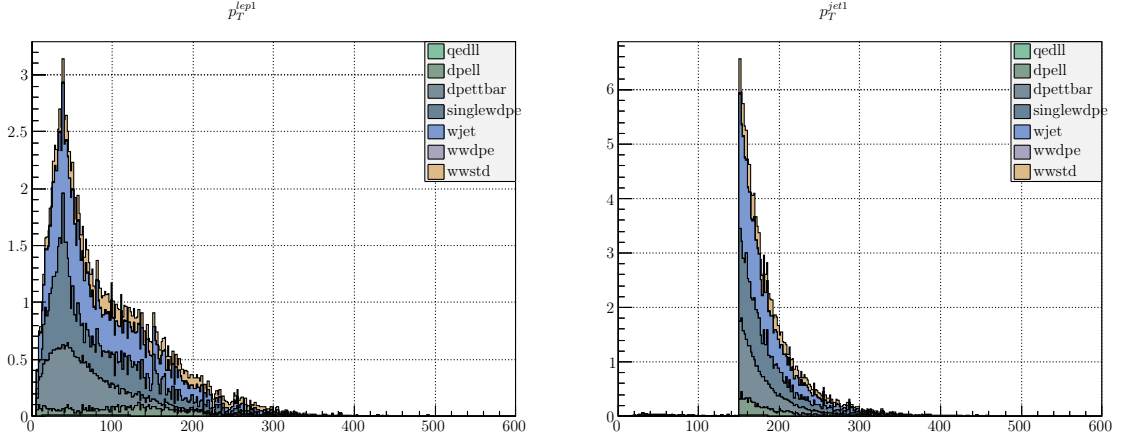 p_T^{lep1}
qedll
dpell
dpettbar
singlewdpe
wjet
wwdpe
wwstd
3
2.5
2
1.5
1
0.5
0
0 100 200 300 400 500 600
p_T^{jet1}
qedll
dpell
dpettbar
singlewdpe
wjet
wwdpe
wwstd
6
5
4
3
2
1
0
0 100 200 300 400 500 600